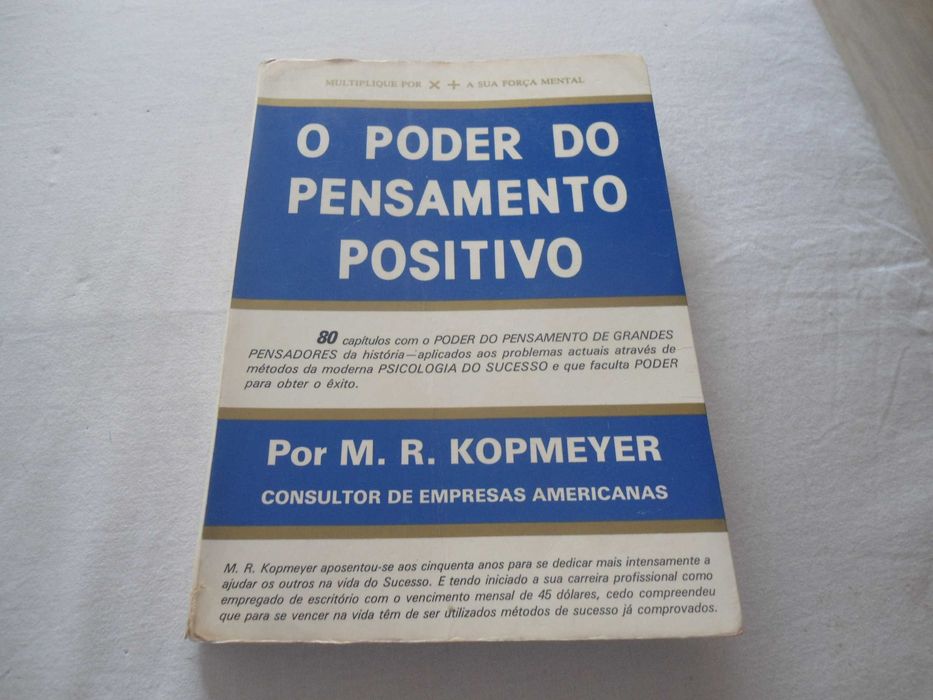 MULTIPLIQUE POR × + A SUA FORÇA MENTAL
O PODER DO
PENSAMENTO
POSITIVO
80 capítulos com o PODER DO PENSAMENTO DE GRANDES
PENSADORES da história—aplicados aos problemas actuais através de
métodos da moderna PSICOLOGIA DO SUCESSO e que faculta PODER
para obter o êxito.
Por M. R. KOPMEYER
CONSULTOR DE EMPRESAS AMERICANAS
M. R. Kopmeyer aposentou-se aos cinquenta anos para se dedicar mais intensamente a
ajudar os outros na vida do Sucesso. E tendo iniciado a sua carreira profissional como
empregado de escritório com o vencimento mensal de 45 dólares, cedo compreendeu
que para se vencer na vida têm de ser utilizados métodos de sucesso já comprovados.